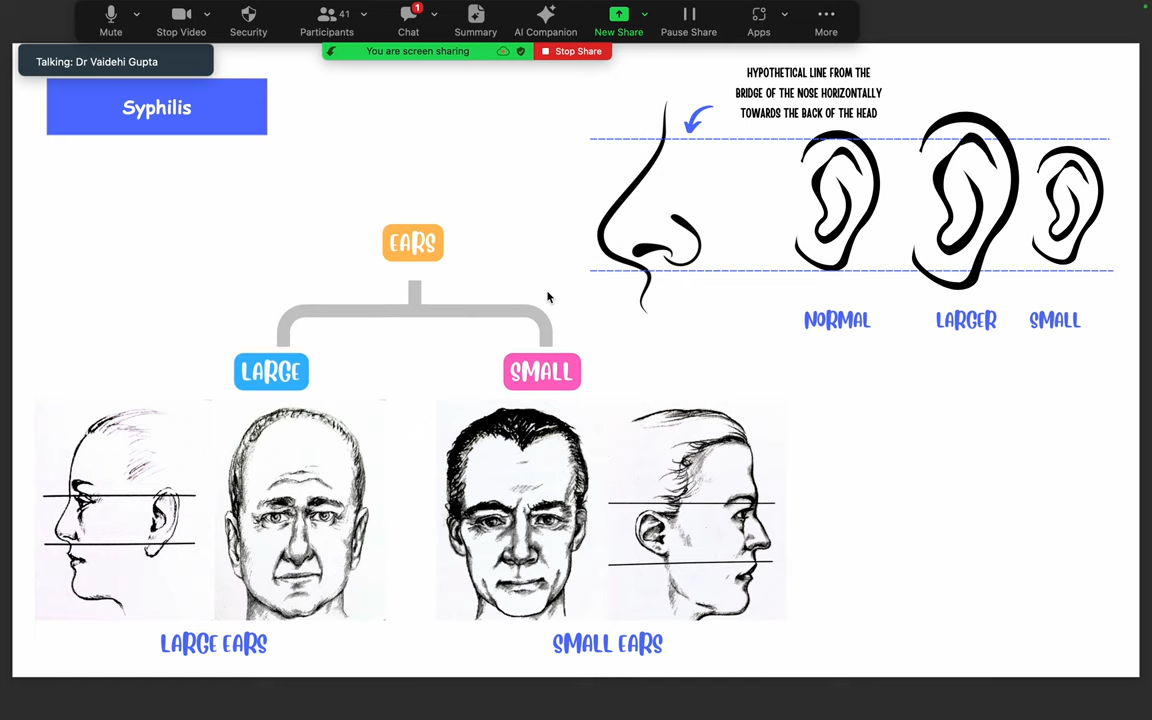 Mute
Stop Video
Security
Participants
41
Chat
1
Summary
AI Companion
New Share
Pause Share
Apps
More
You are screen sharing
Stop Share
Talking: Dr Vaidehi Gupta
Syphilis
HYPOTHETICAL LINE FROM THE
BRIDGE OF THE NOSE HORIZONTALLY
TOWARDS THE BACK OF THE HEAD
EARS
NORMAL
LARGER
SMALL
LARGE
SMALL
LARGE EARS
SMALL EARS